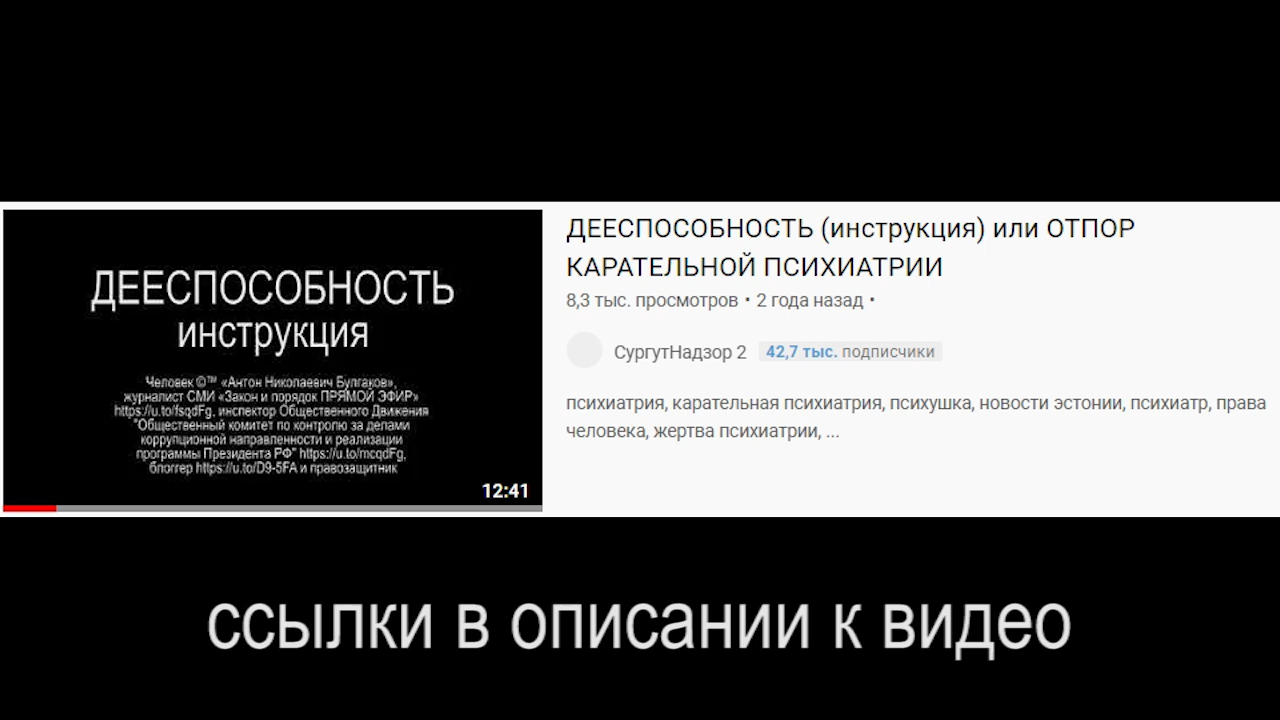 ДЕЕСПОСОБНОСТЬ
инструкция
Человек ©™ «Антон Николаевич Булгаков»,
журналист СМИ «Закон и порядок ПРЯМОЙ ЭФИР»
https://u.to/fsqdFg, инспектор Общественного Движения
"Общественный комитет по контролю за делами
коррупционной направленности и реализации
программы Президента РФ" https://u.to/mcqdFg,
блоггер https://u.to/D9-5FA и правозащитник
12:41
ДЕЕСПОСОБНОСТЬ (инструкция) или ОТПОР
КАРАТЕЛЬНОЙ ПСИХИАТРИИ
8,3 тыс. просмотров • 2 года назад •
СургутНадзор 2 42,7 тыс. подписчики
психиатрия, карательная психиатрия, психушка, новости эстонии, психиатр, права
человека, жертва психиатрии, ...
ссылки в описании к видео